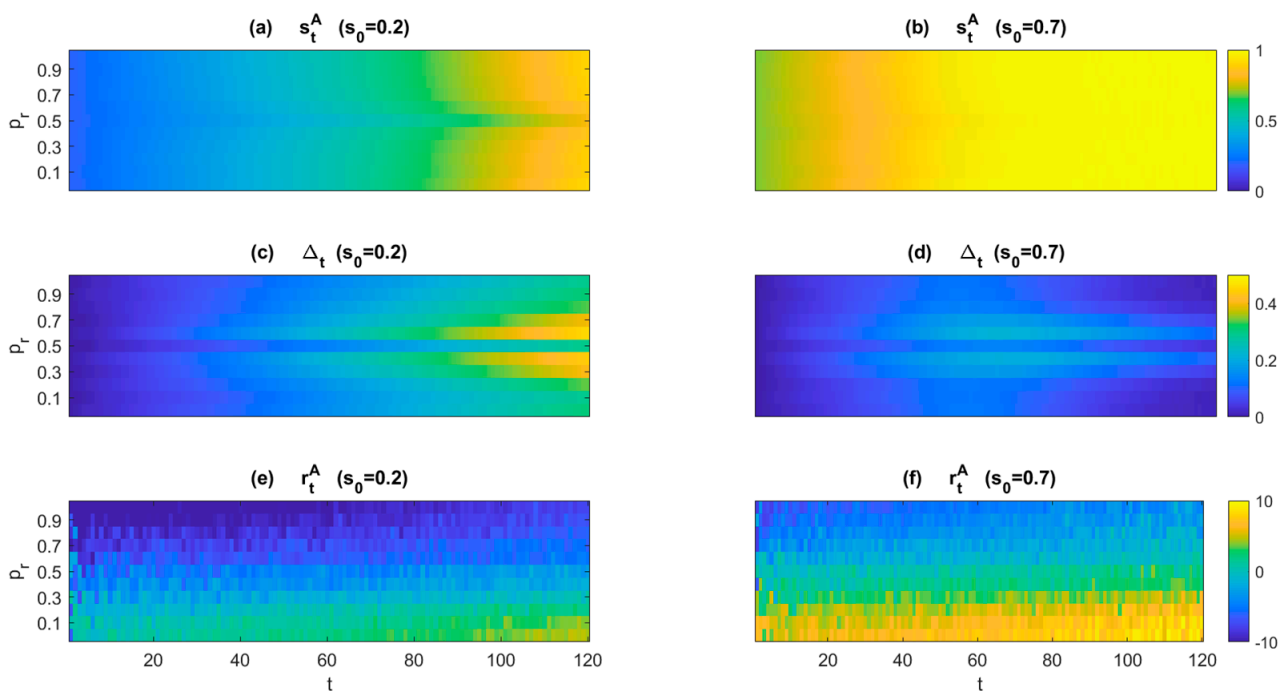 (a) s_t^A (s_0=0.2)
(b) s_t^A (s_0=0.7)
p_r
0.9
0.7
0.5
0.3
0.1
1
0.5
0
(c) Δ_t (s_0=0.2)
(d) Δ_t (s_0=0.7)
p_r
0.9
0.7
0.5
0.3
0.1
0.4
0.2
0
(e) r_t^A (s_0=0.2)
(f) r_t^A (s_0=0.7)
p_r
0.9
0.7
0.5
0.3
0.1
10
0
-10
20 40 60 80 100 120
20 40 60 80 100 120
t
t